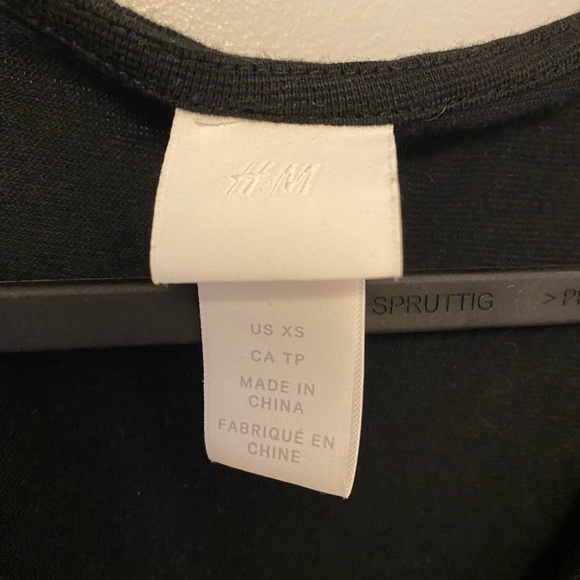 H&M
SPRUTTIG >P
US XS
CA TP
MADE IN
CHINA
FABRIQUÉ EN
CHINE